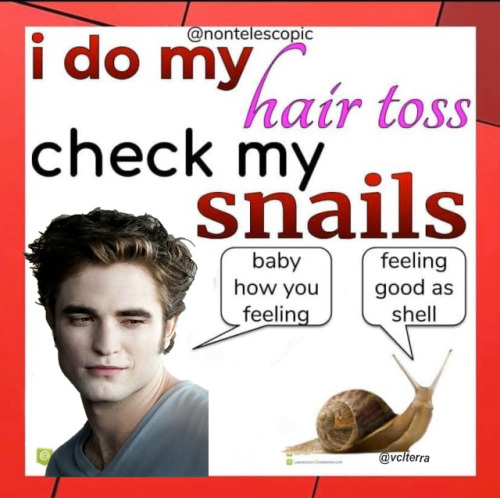 @nontelescopic
i do my
hair toss
check my
snails
baby
how you
feeling
feeling
good as
shell
@vclterra